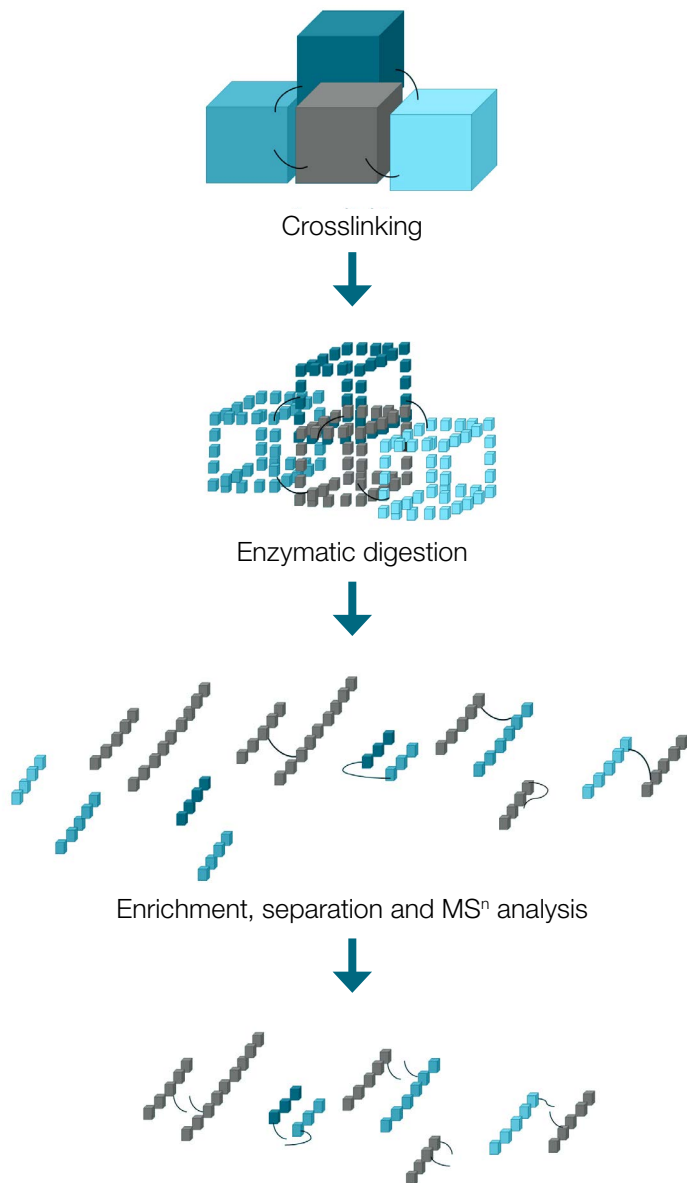 Crosslinking
Enzymatic digestion
Enrichment, separation and MSⁿ analysis